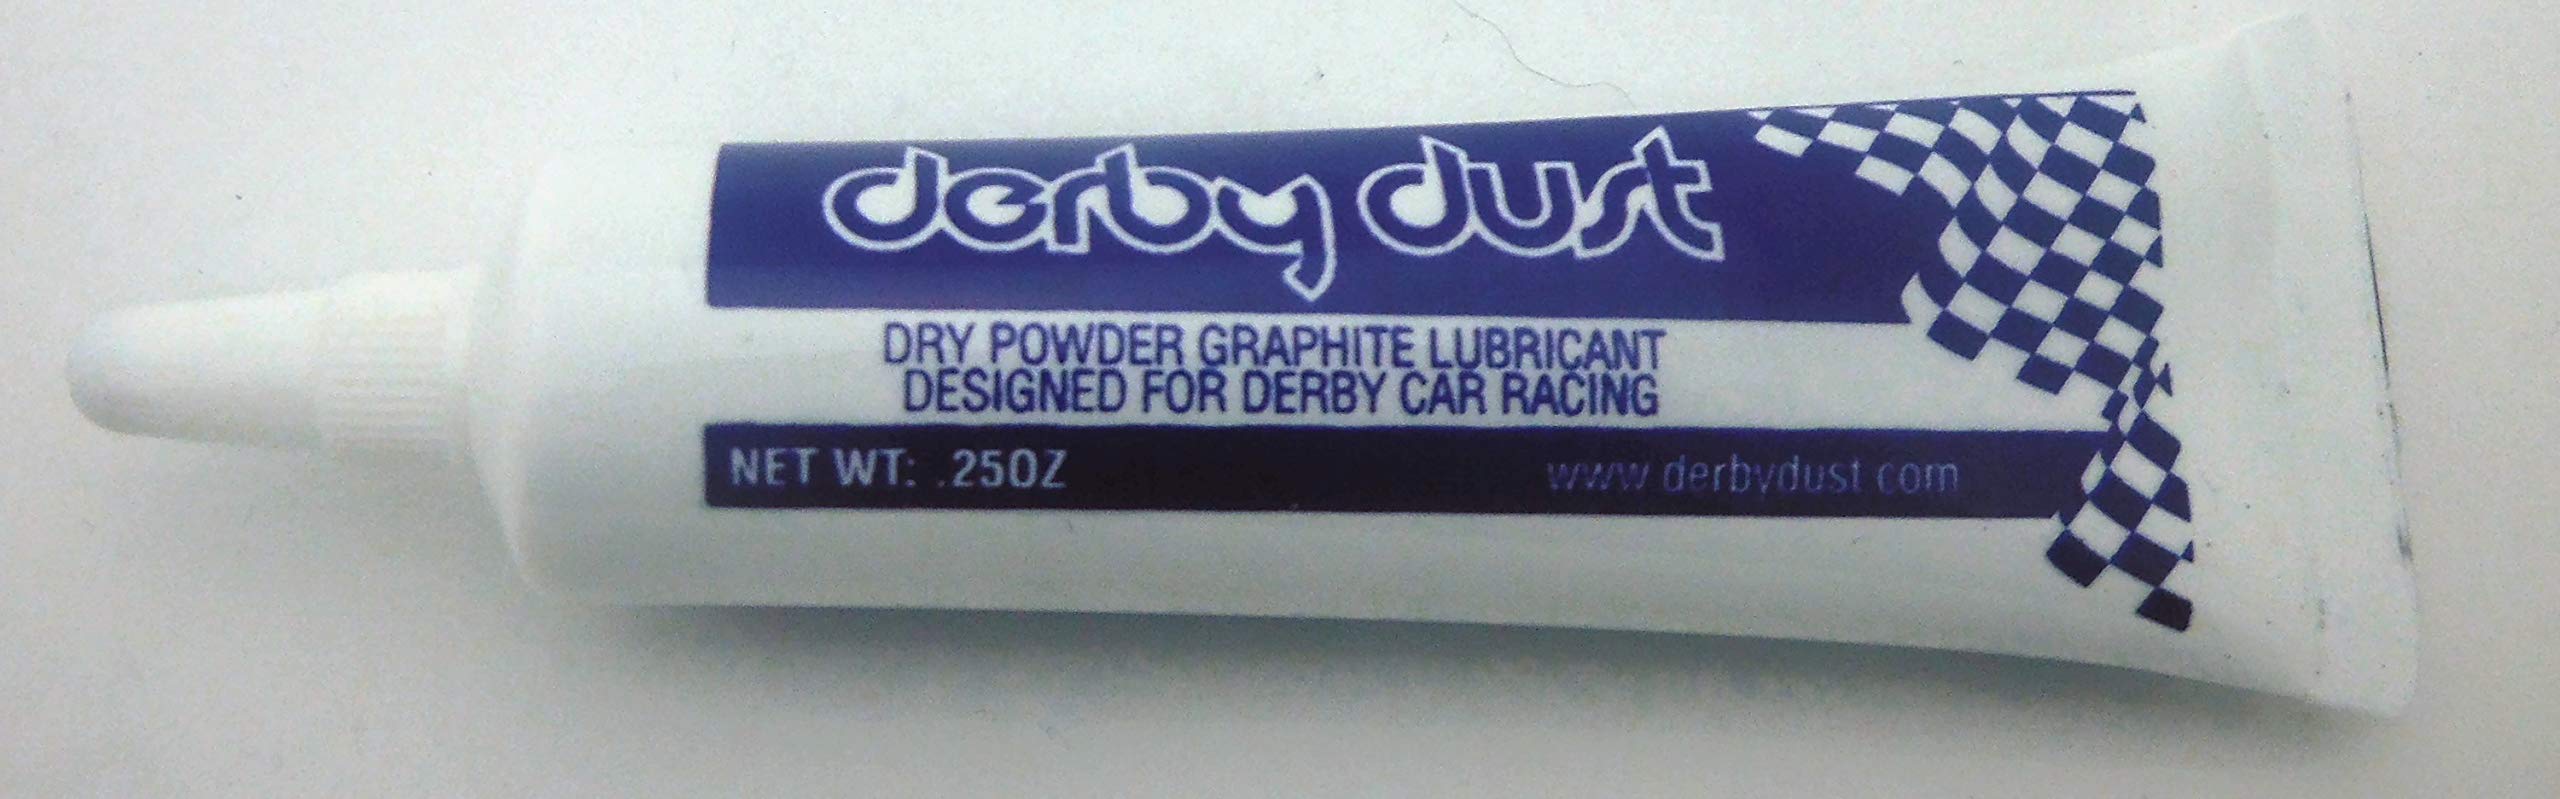 derby dust
DRY POWDER GRAPHITE LUBRICANT
DESIGNED FOR DERBY CAR RACING
NET WT: .25OZ
www.derbydust.com